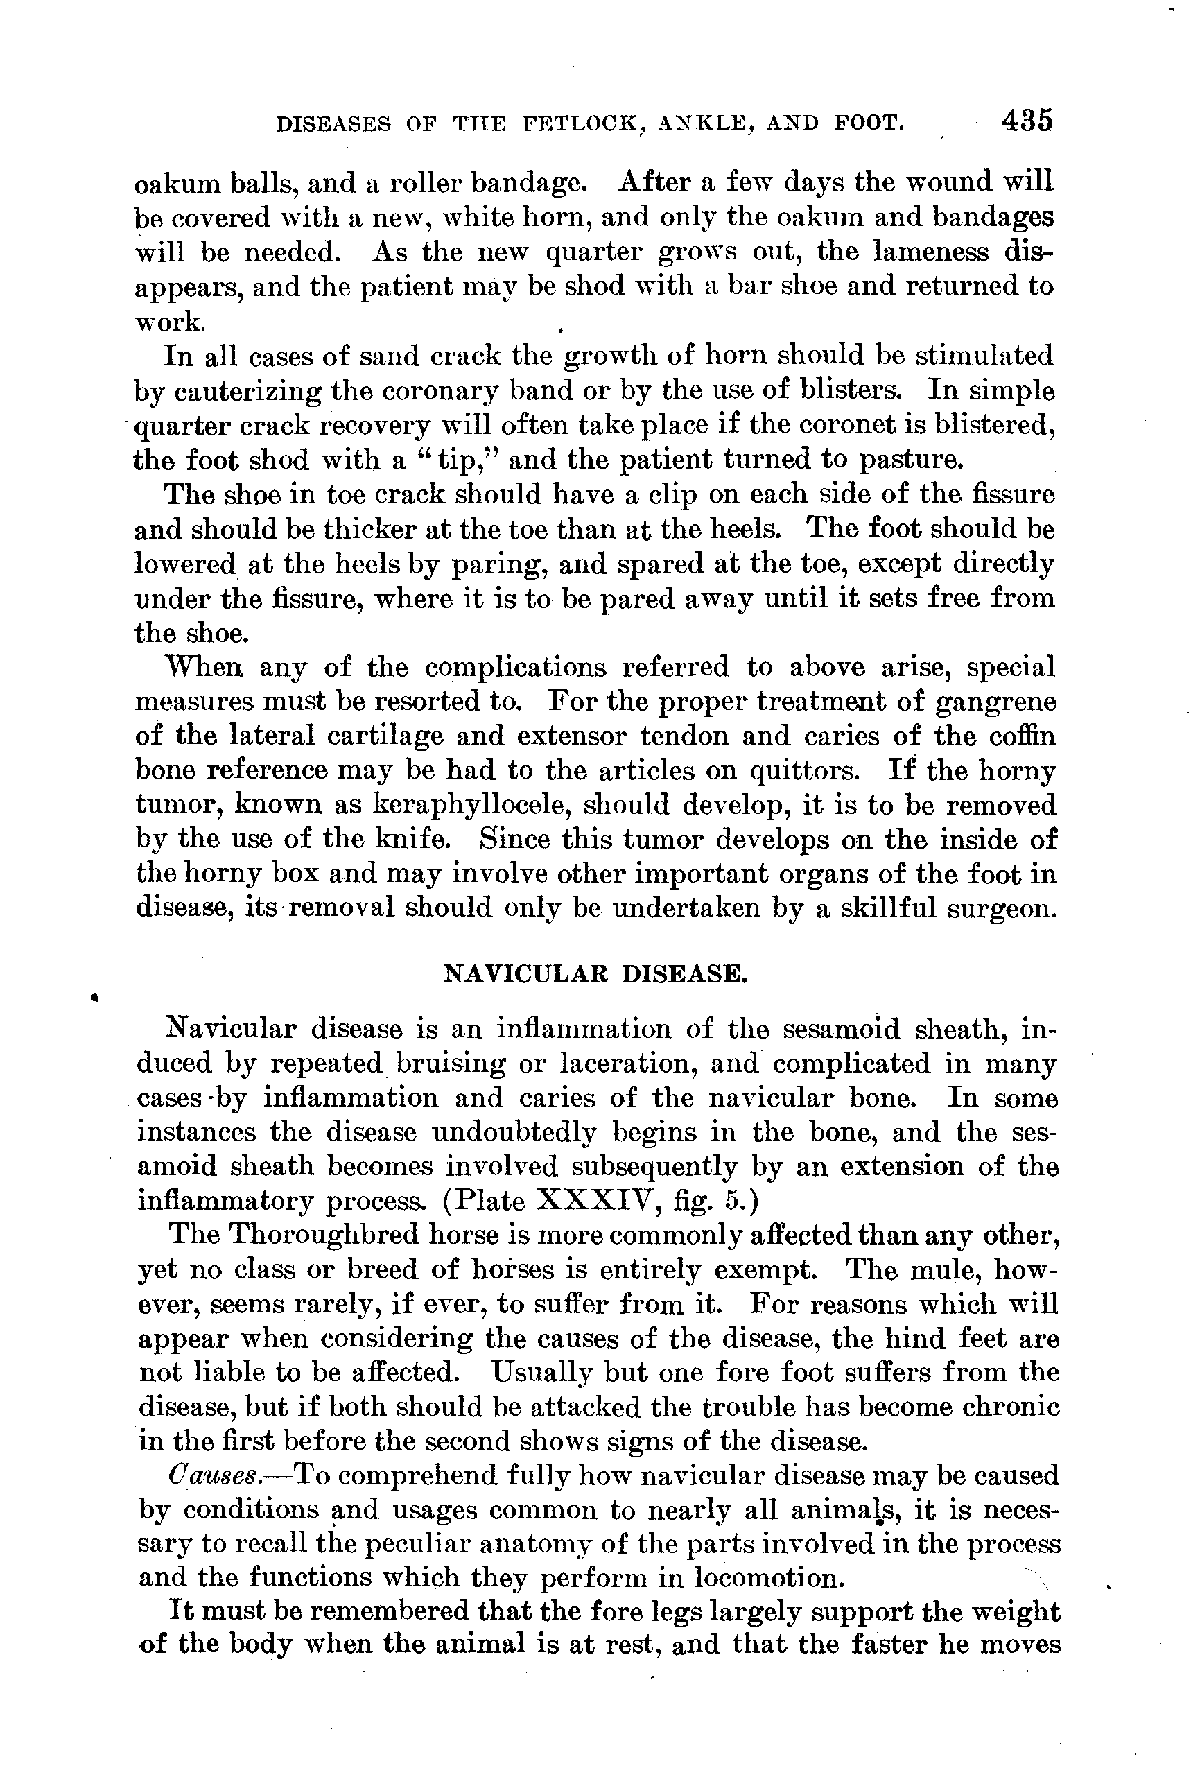 DISEASES OF THE FETLOCK, ANKLE, AND FOOT. 435
oakum balls, and a roller bandage. After a few days the wound will
be covered with a new, white horn, and only the oakum and bandages
will be needed. As the new quarter grows out, the lameness dis-
appears, and the patient may be shod with a bar shoe and returned to
work.
In all cases of sand crack the growth of horn should be stimulated
by cauterizing the coronary band or by the use of blisters. In simple
quarter crack recovery will often take place if the coronet is blistered,
the foot shod with a "tip," and the patient turned to pasture.
The shoe in toe crack should have a clip on each side of the fissure
and should be thicker at the toe than at the heels. The foot should be
lowered at the heels by paring, and spared at the toe, except directly
under the fissure, where it is to be pared away until it sets free from
the shoe.
When any of the complications referred to above arise, special
measures must be resorted to. For the proper treatment of gangrene
of the lateral cartilage and extensor tendon and caries of the coffin
bone reference may be had to the articles on quittors. If the horny
tumor, known as keraphyllocele, should develop, it is to be removed
by the use of the knife. Since this tumor develops on the inside of
the horny box and may involve other important organs of the foot in
disease, its removal should only be undertaken by a skillful surgeon.
NAVICULAR DISEASE.
Navicular disease is an inflammation of the sesamoid sheath, in-
duced by repeated bruising or laceration, and complicated in many
cases by inflammation and caries of the navicular bone. In some
instances the disease undoubtedly begins in the bone, and the ses-
amoid sheath becomes involved subsequently by an extension of the
inflammatory process. (Plate XXXIV, fig. 5.)
The Thoroughbred horse is more commonly affected than any other,
yet no class or breed of horses is entirely exempt. The mule, how-
ever, seems rarely, if ever, to suffer from it. For reasons which will
appear when considering the causes of the disease, the hind feet are
not liable to be affected. Usually but one fore foot suffers from the
disease, but if both should be attacked the trouble has become chronic
in the first before the second shows signs of the disease.
Causes.—To comprehend fully how navicular disease may be caused
by conditions and usages common to nearly all animals, it is neces-
sary to recall the peculiar anatomy of the parts involved in the process
and the functions which they perform in locomotion.
It must be remembered that the fore legs largely support the weight
of the body when the animal is at rest, and that the faster he moves